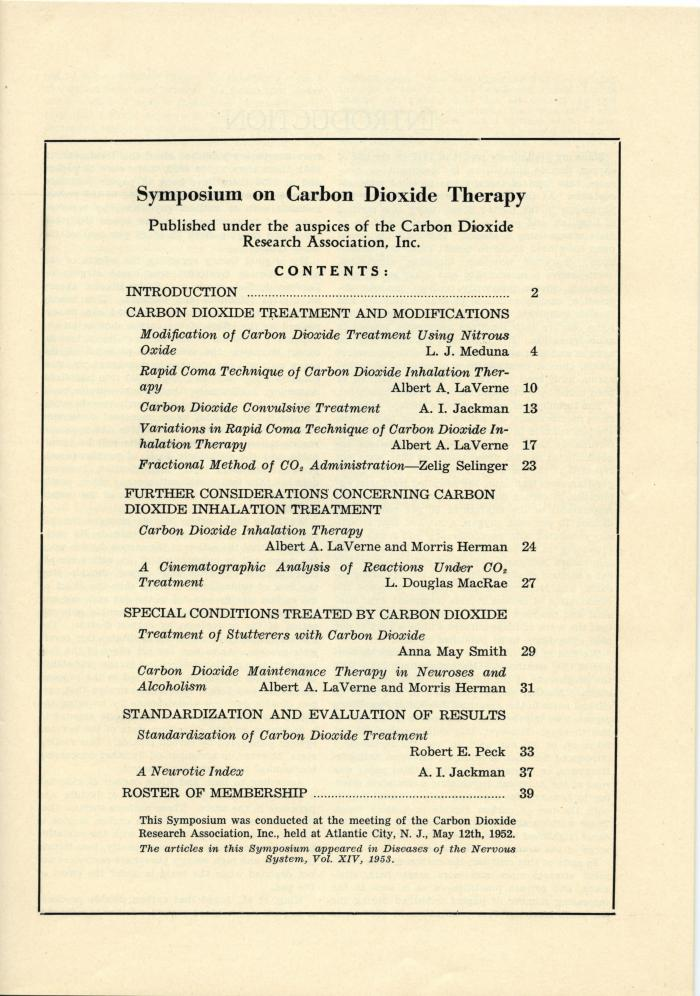 INTRODUCTION
Symposium on Carbon Dioxide Therapy
Published under the auspices of the Carbon Dioxide
Research Association, Inc.
CONTENTS:
INTRODUCTION ........................................................ 2
CARBON DIOXIDE TREATMENT AND MODIFICATIONS
Modification of Carbon Dioxide Treatment Using Nitrous
Oxide L. J. Meduna 4
Rapid Coma Technique of Carbon Dioxide Inhalation Ther-
apy Albert A. LaVerne 10
Carbon Dioxide Convulsive Treatment A. I. Jackman 13
Variations in Rapid Coma Technique of Carbon Dioxide In-
halation Therapy Albert A. LaVerne 17
Fractional Method of CO₂ Administration—Zelig Selinger 23
FURTHER CONSIDERATIONS CONCERNING CARBON
DIOXIDE INHALATION TREATMENT
Carbon Dioxide Inhalation Therapy
Albert A. LaVerne and Morris Herman 24
A Cinematographic Analysis of Reactions Under CO₂
Treatment L. Douglas MacRae 27
SPECIAL CONDITIONS TREATED BY CARBON DIOXIDE
Treatment of Stutterers with Carbon Dioxide
Anna May Smith 29
Carbon Dioxide Maintenance Therapy in Neuroses and
Alcoholism Albert A. LaVerne and Morris Herman 31
STANDARDIZATION AND EVALUATION OF RESULTS
Standardization of Carbon Dioxide Treatment
Robert E. Peck 33
A Neurotic Index A. I. Jackman 37
ROSTER OF MEMBERSHIP ........................................ 39
This Symposium was conducted at the meeting of the Carbon Dioxide
Research Association, Inc., held at Atlantic City, N. J., May 12th, 1952.
The articles in this Symposium appeared in Diseases of the Nervous
System, Vol. XIV, 1953.